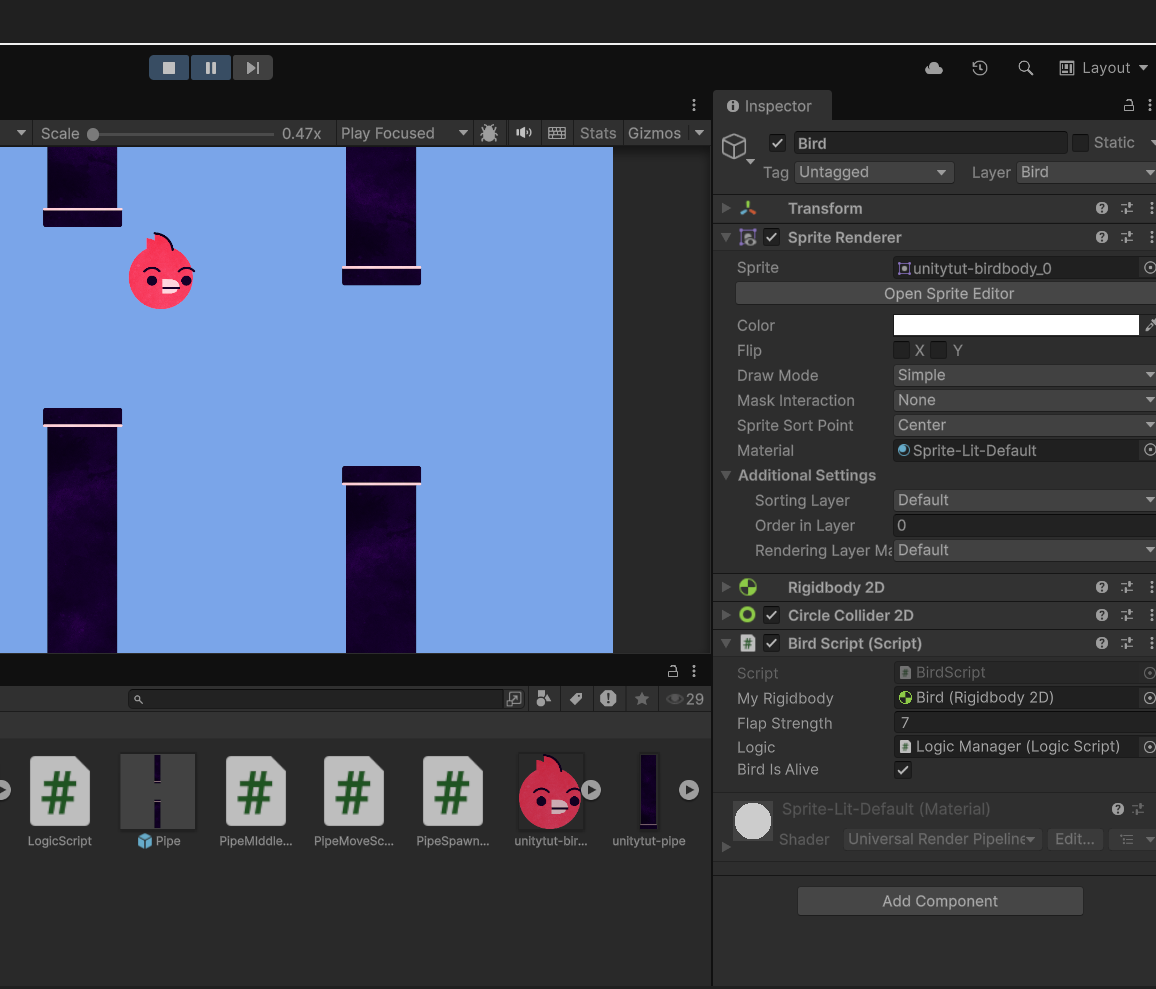 Layout
Inspector
Scale 0.47x Play Focused Stats Gizmos
Bird Static
Tag Untagged Layer Bird
Transform
Sprite Renderer
Sprite unitytut-birdbody_0
Open Sprite Editor
Color
Flip X Y
Draw Mode Simple
Mask Interaction None
Sprite Sort Point Center
Material Sprite-Lit-Default
Additional Settings
Sorting Layer Default
Order in Layer 0
Rendering Layer Ma Default
Rigidbody 2D
Circle Collider 2D
Bird Script (Script)
Script BirdScript
My Rigidbody Bird (Rigidbody 2D)
Flap Strength 7
Logic Logic Manager (Logic Script)
Bird Is Alive
Sprite-Lit-Default (Material)
Shader Universal Render Pipeline Edit...
Add Component
29
LogicScript Pipe PipeMIddle... PipeMoveSc... PipeSpawn... unitytut-bir... unitytut-pipe